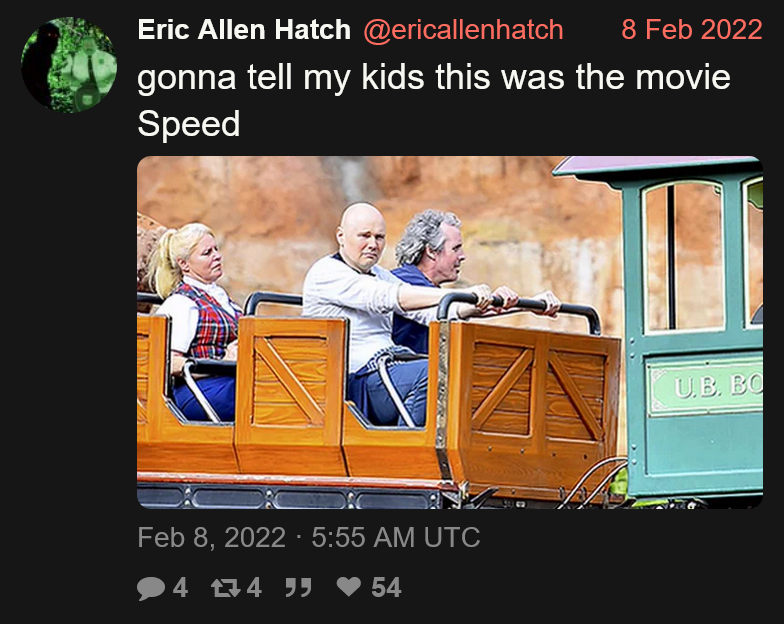 Eric Allen Hatch @ericallenhatch 8 Feb 2022
gonna tell my kids this was the movie
Speed
U.B. BO
Feb 8, 2022 · 5:55 AM UTC
4 4 54